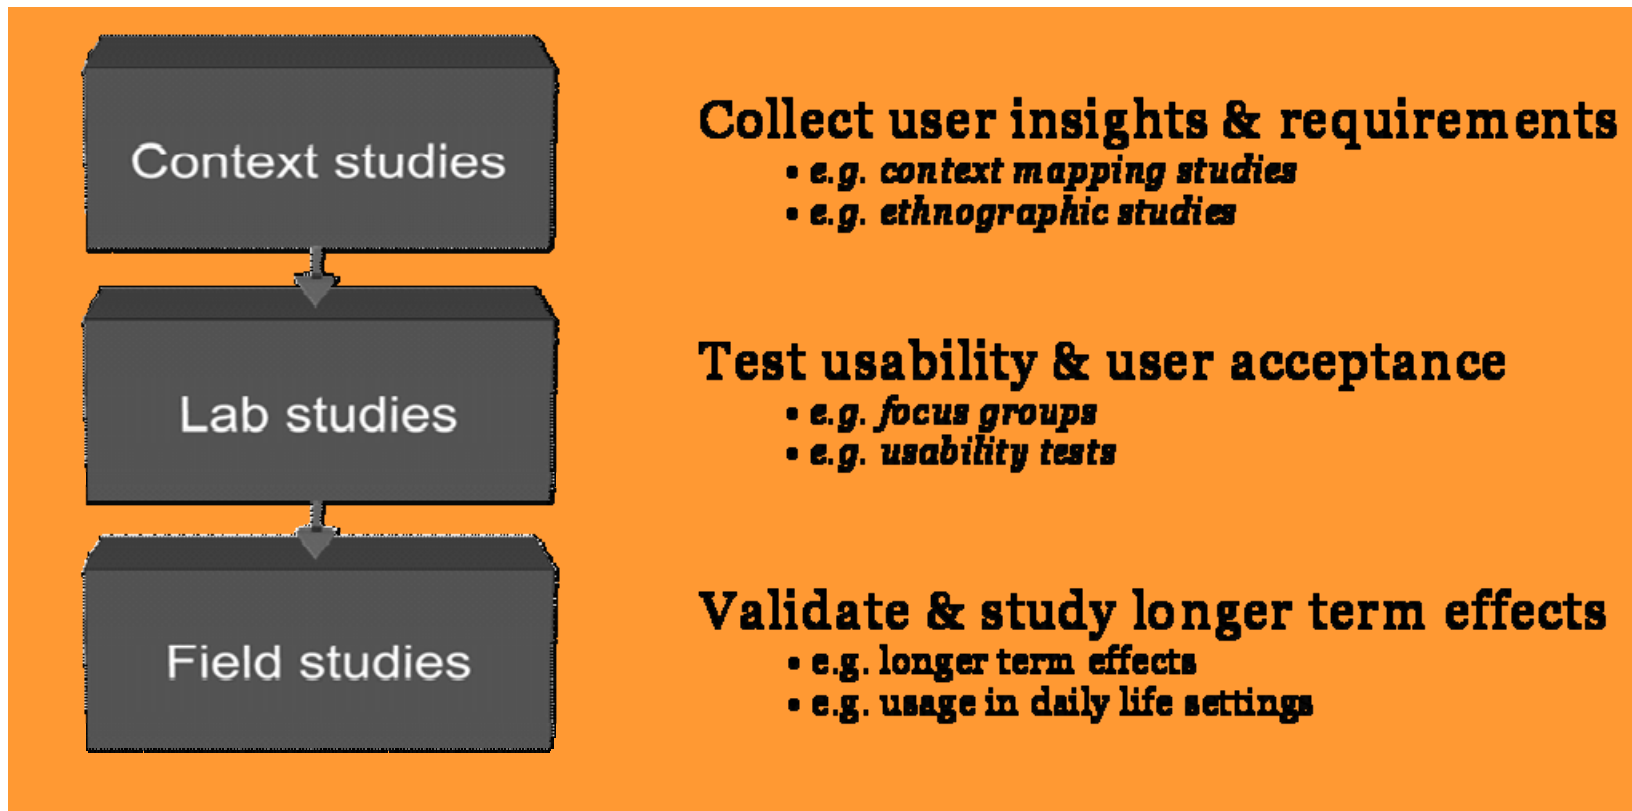 Context studies
Collect user insights & requirements
• e.g. context mapping studies
• e.g. ethnographic studies
Lab studies
Test usability & user acceptance
• e.g. focus groups
• e.g. usability tests
Field studies
Validate & study longer term effects
• e.g. longer term effects
• e.g. usage in daily life settings